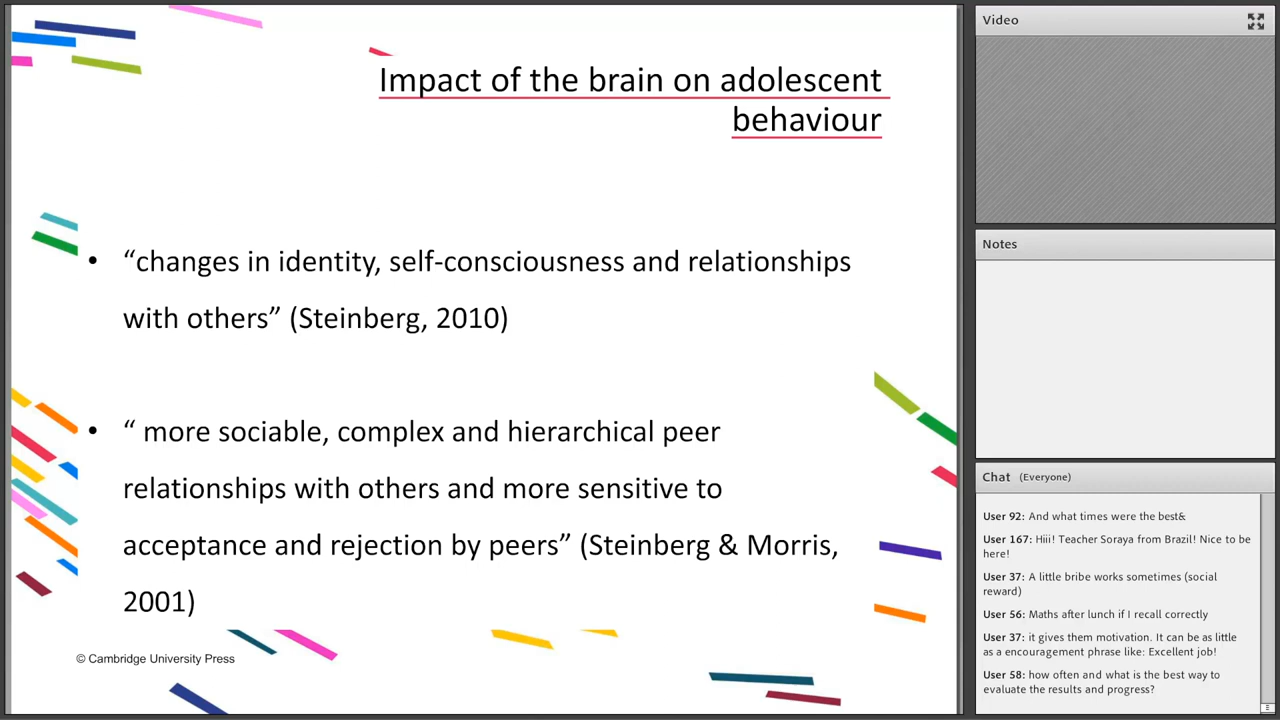 Impact of the brain on adolescent
behaviour
• “changes in identity, self-consciousness and relationships
with others” (Steinberg, 2010)
• “ more sociable, complex and hierarchical peer
relationships with others and more sensitive to
acceptance and rejection by peers” (Steinberg & Morris,
2001)
© Cambridge University Press
Video
Notes
Chat (Everyone)
User 92: And what times were the best&
User 167: Hiii! Teacher Soraya from Brazil! Nice to be
here!
User 37: A little bribe works sometimes (social
reward)
User 56: Maths after lunch if I recall correctly
User 37: it gives them motivation. It can be as little
as a encouragement phrase like: Excellent job!
User 58: how often and what is the best way to
evaluate the results and progress?